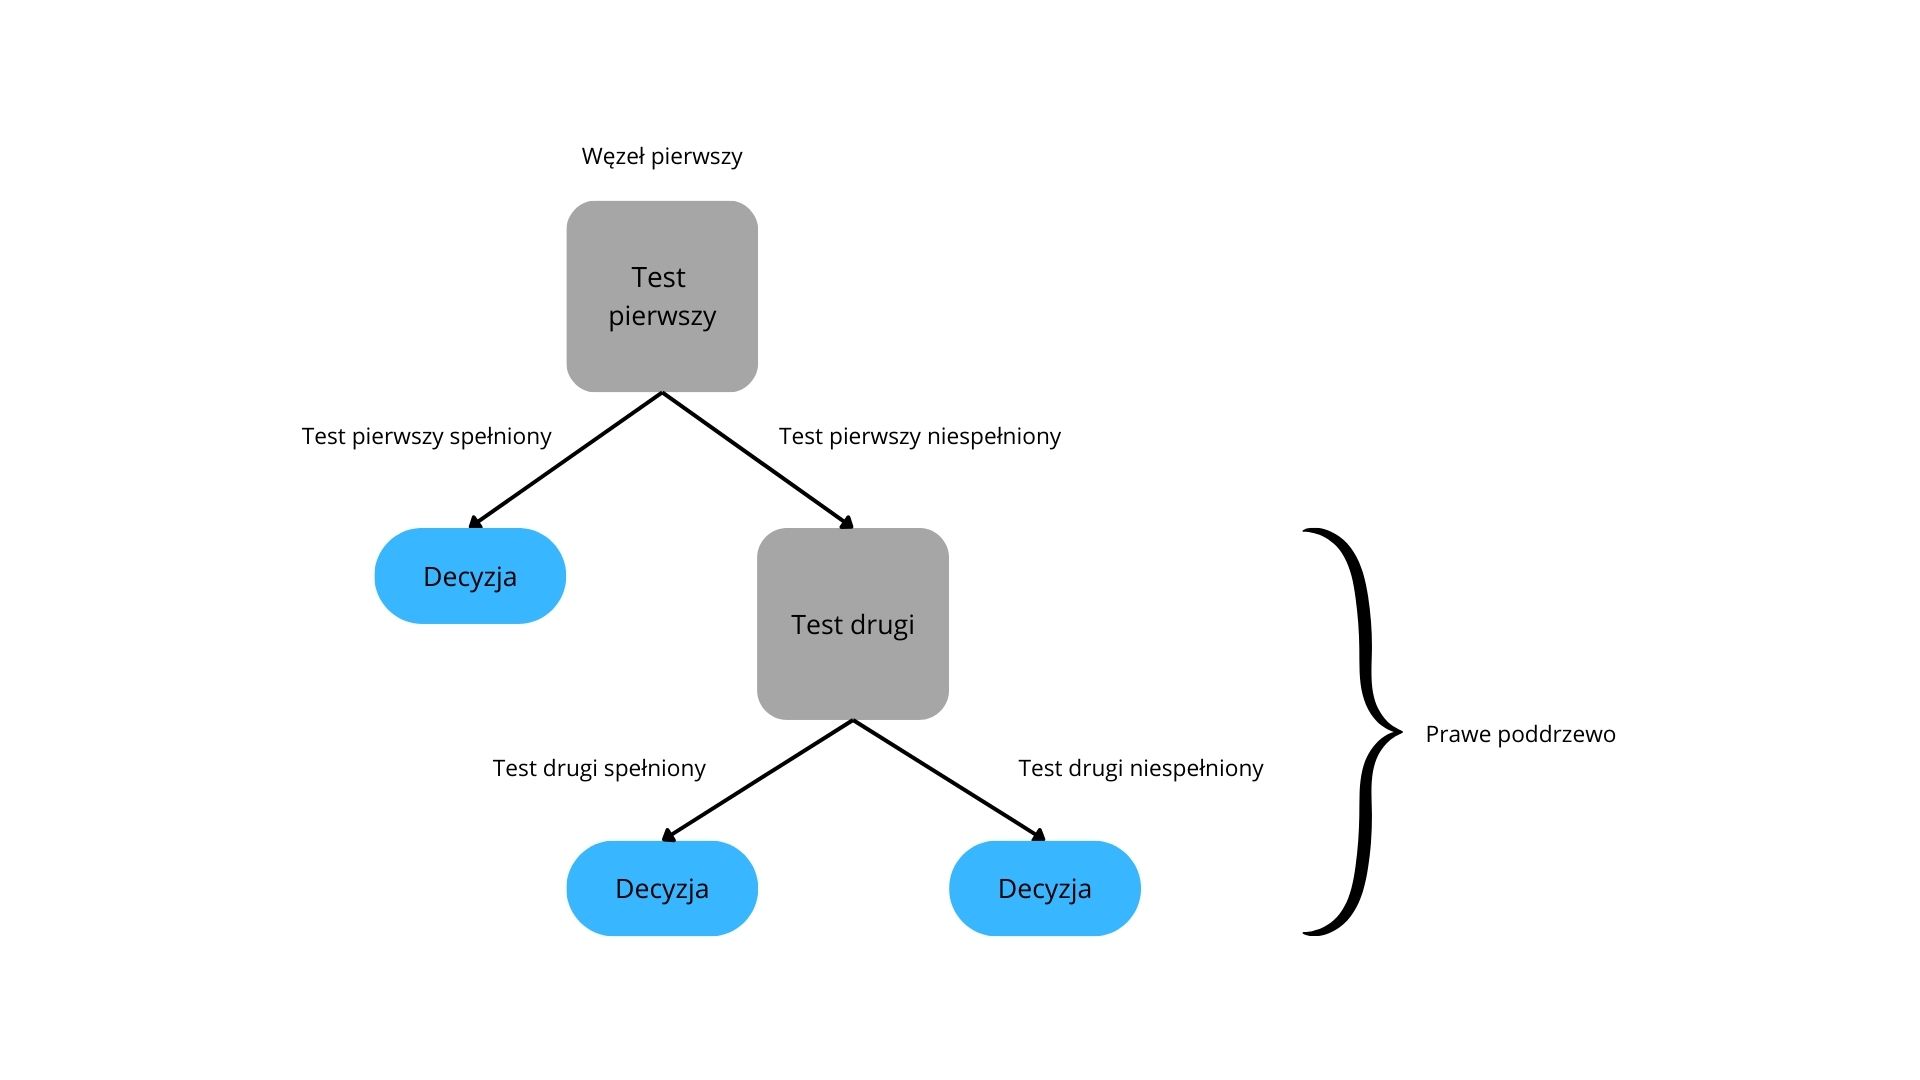 Węzeł pierwszy
Test
pierwszy
Test pierwszy spełniony
Test pierwszy niespełniony
Decyzja
Test drugi
Prawe poddrzewo
Test drugi spełniony
Test drugi niespełniony
Decyzja
Decyzja